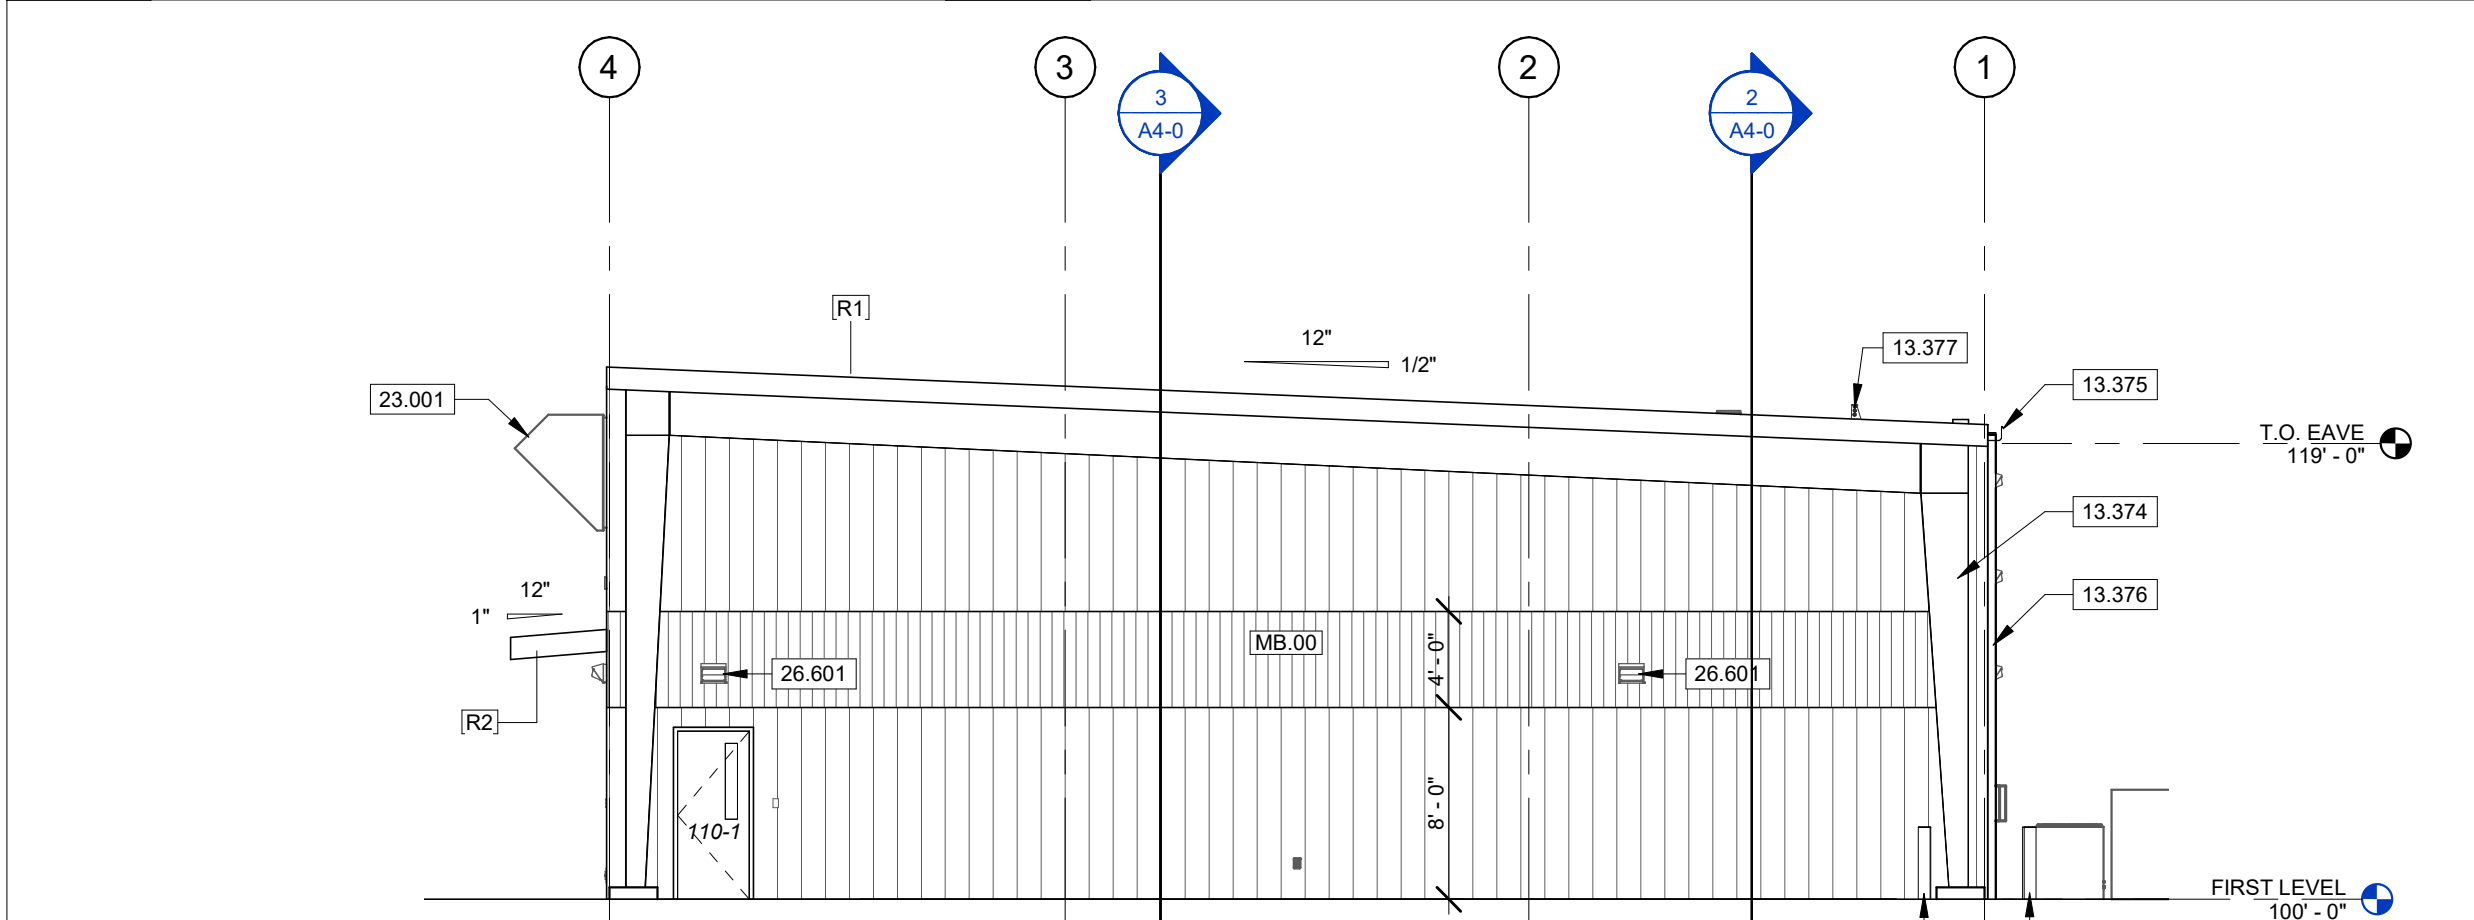 4
3
2
1
3
A4-0
2
A4-0
[R1]
12"
1/2"
13.377
23.001
13.375
T.O. EAVE
119' - 0"
13.374
12"
1"
13.376
MB.00
4' - 0"
26.601
26.601
[R2]
8' - 0"
110-1
FIRST LEVEL
100' - 0"